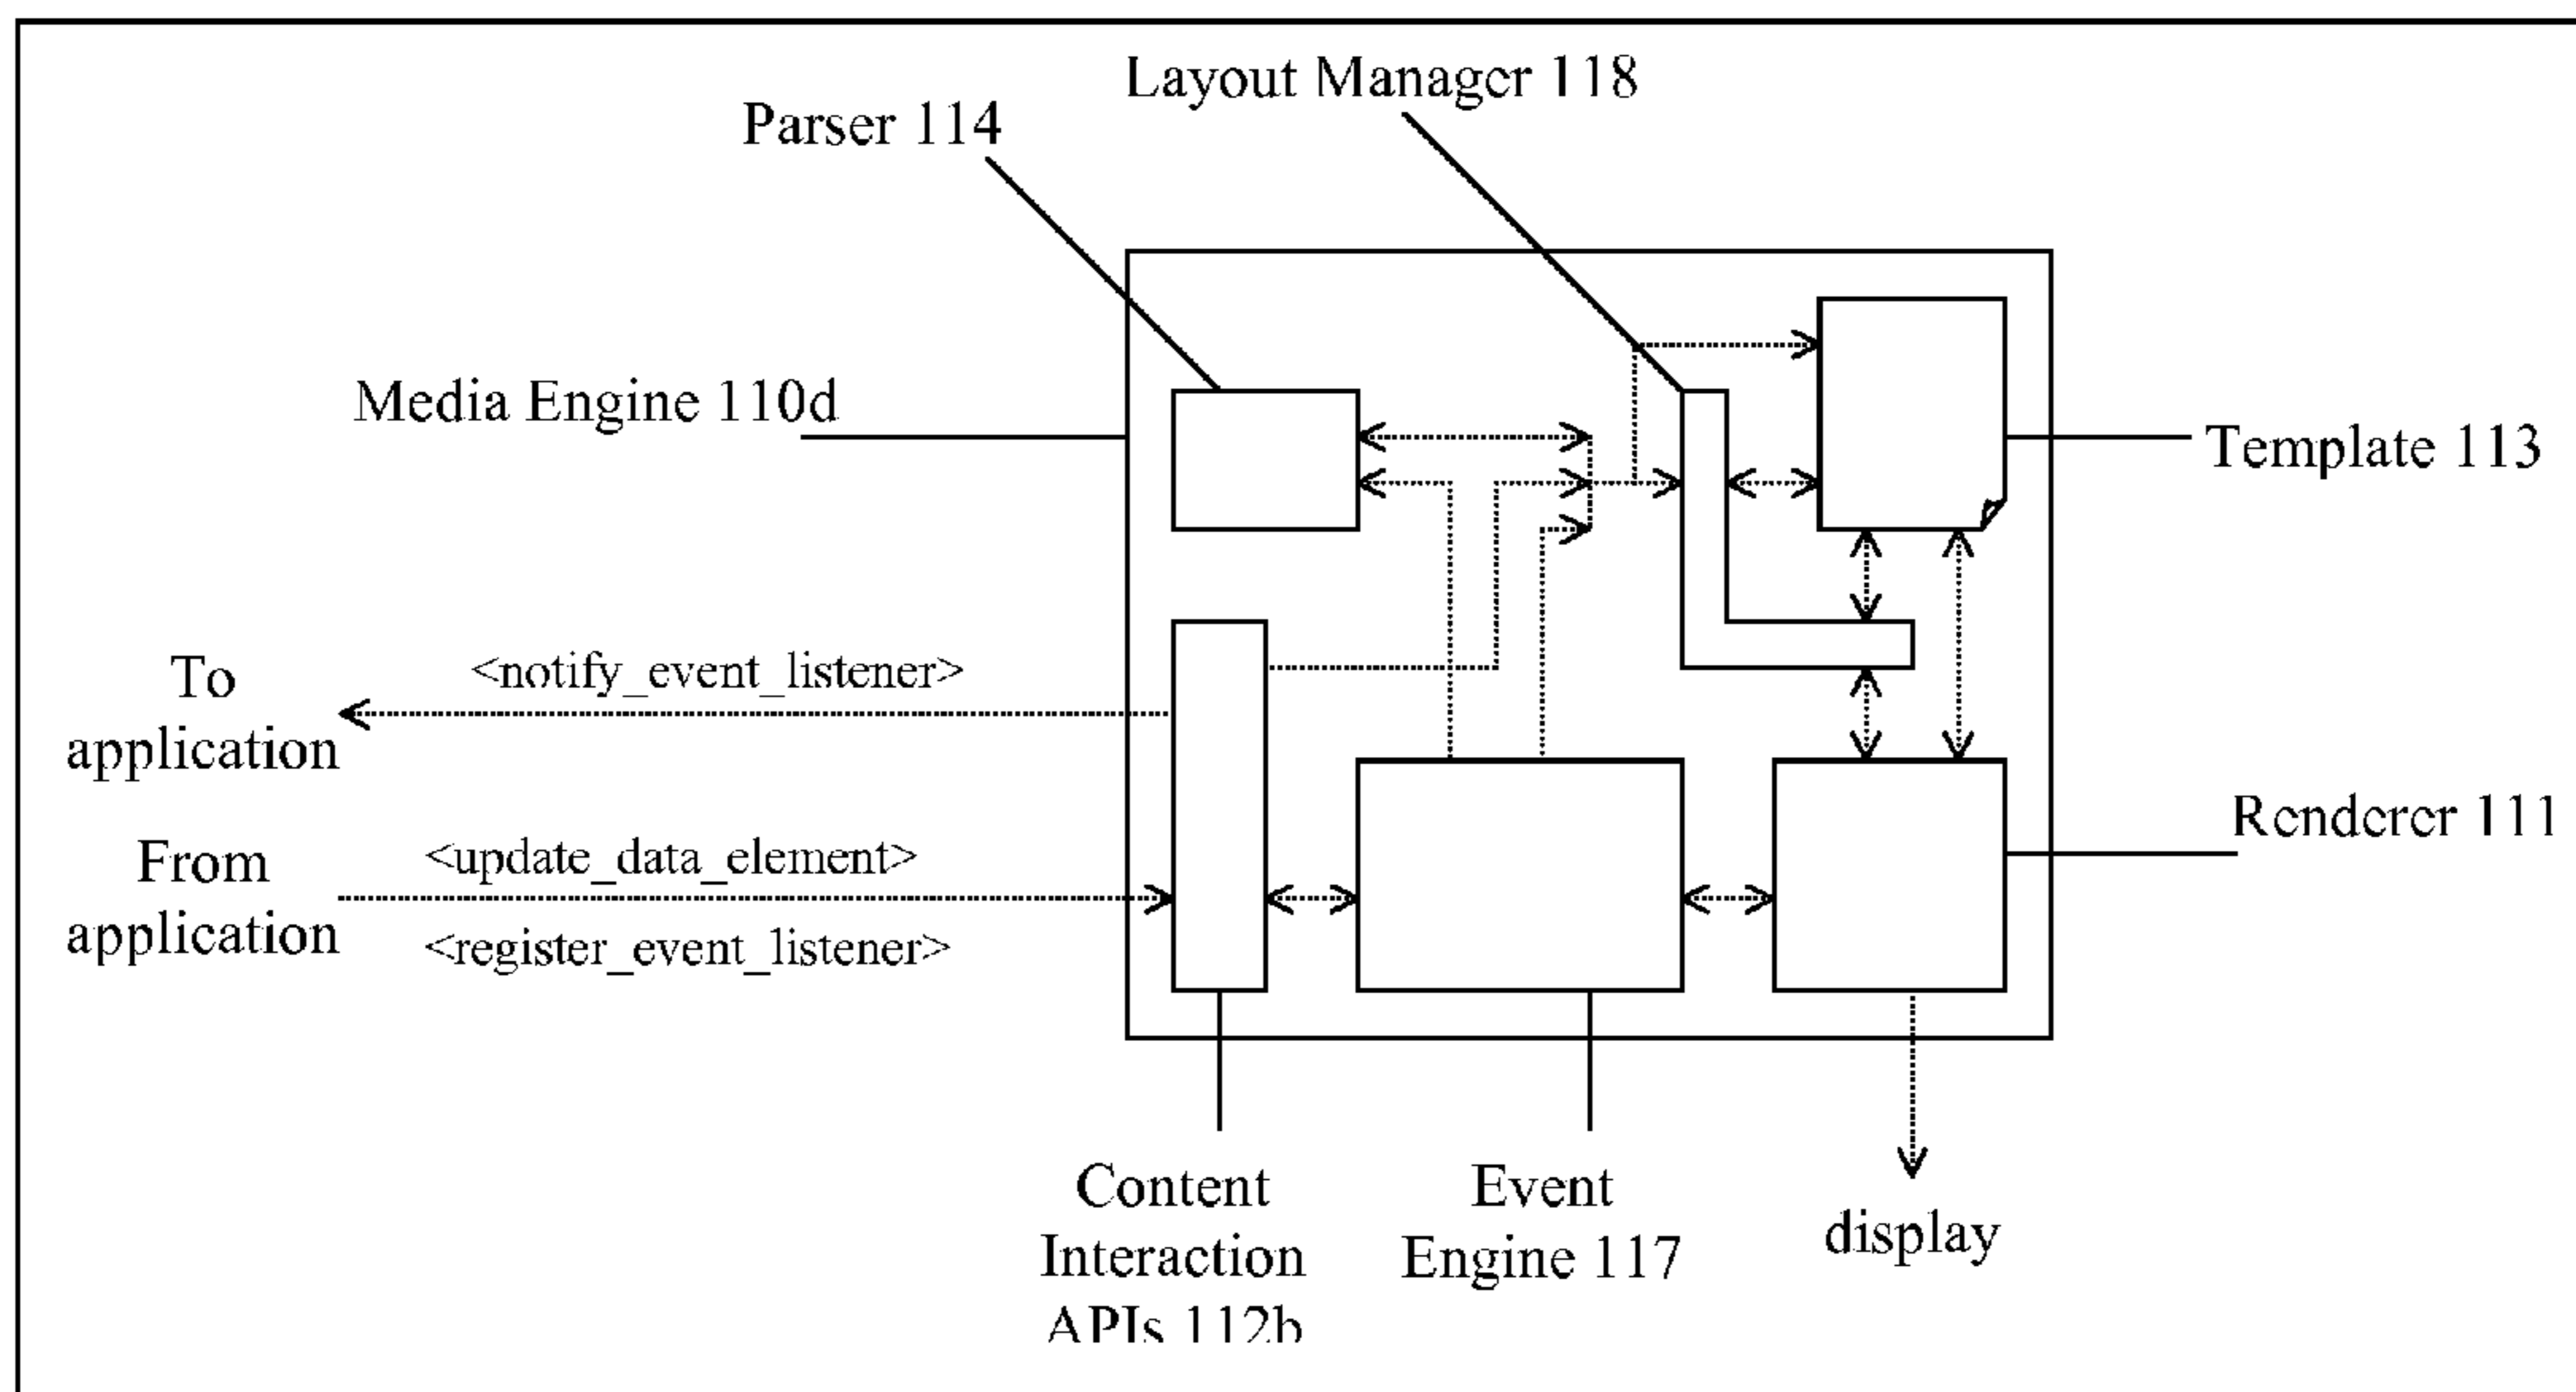 Layout Manager 118
Parser 114
Media Engine 110d
Template 113
To
application
<notify_event_listener>
From
application
<update_data_element>
<register_event_listener>
Renderer 111
Content
Interaction
APIs 112b
Event
Engine 117
display